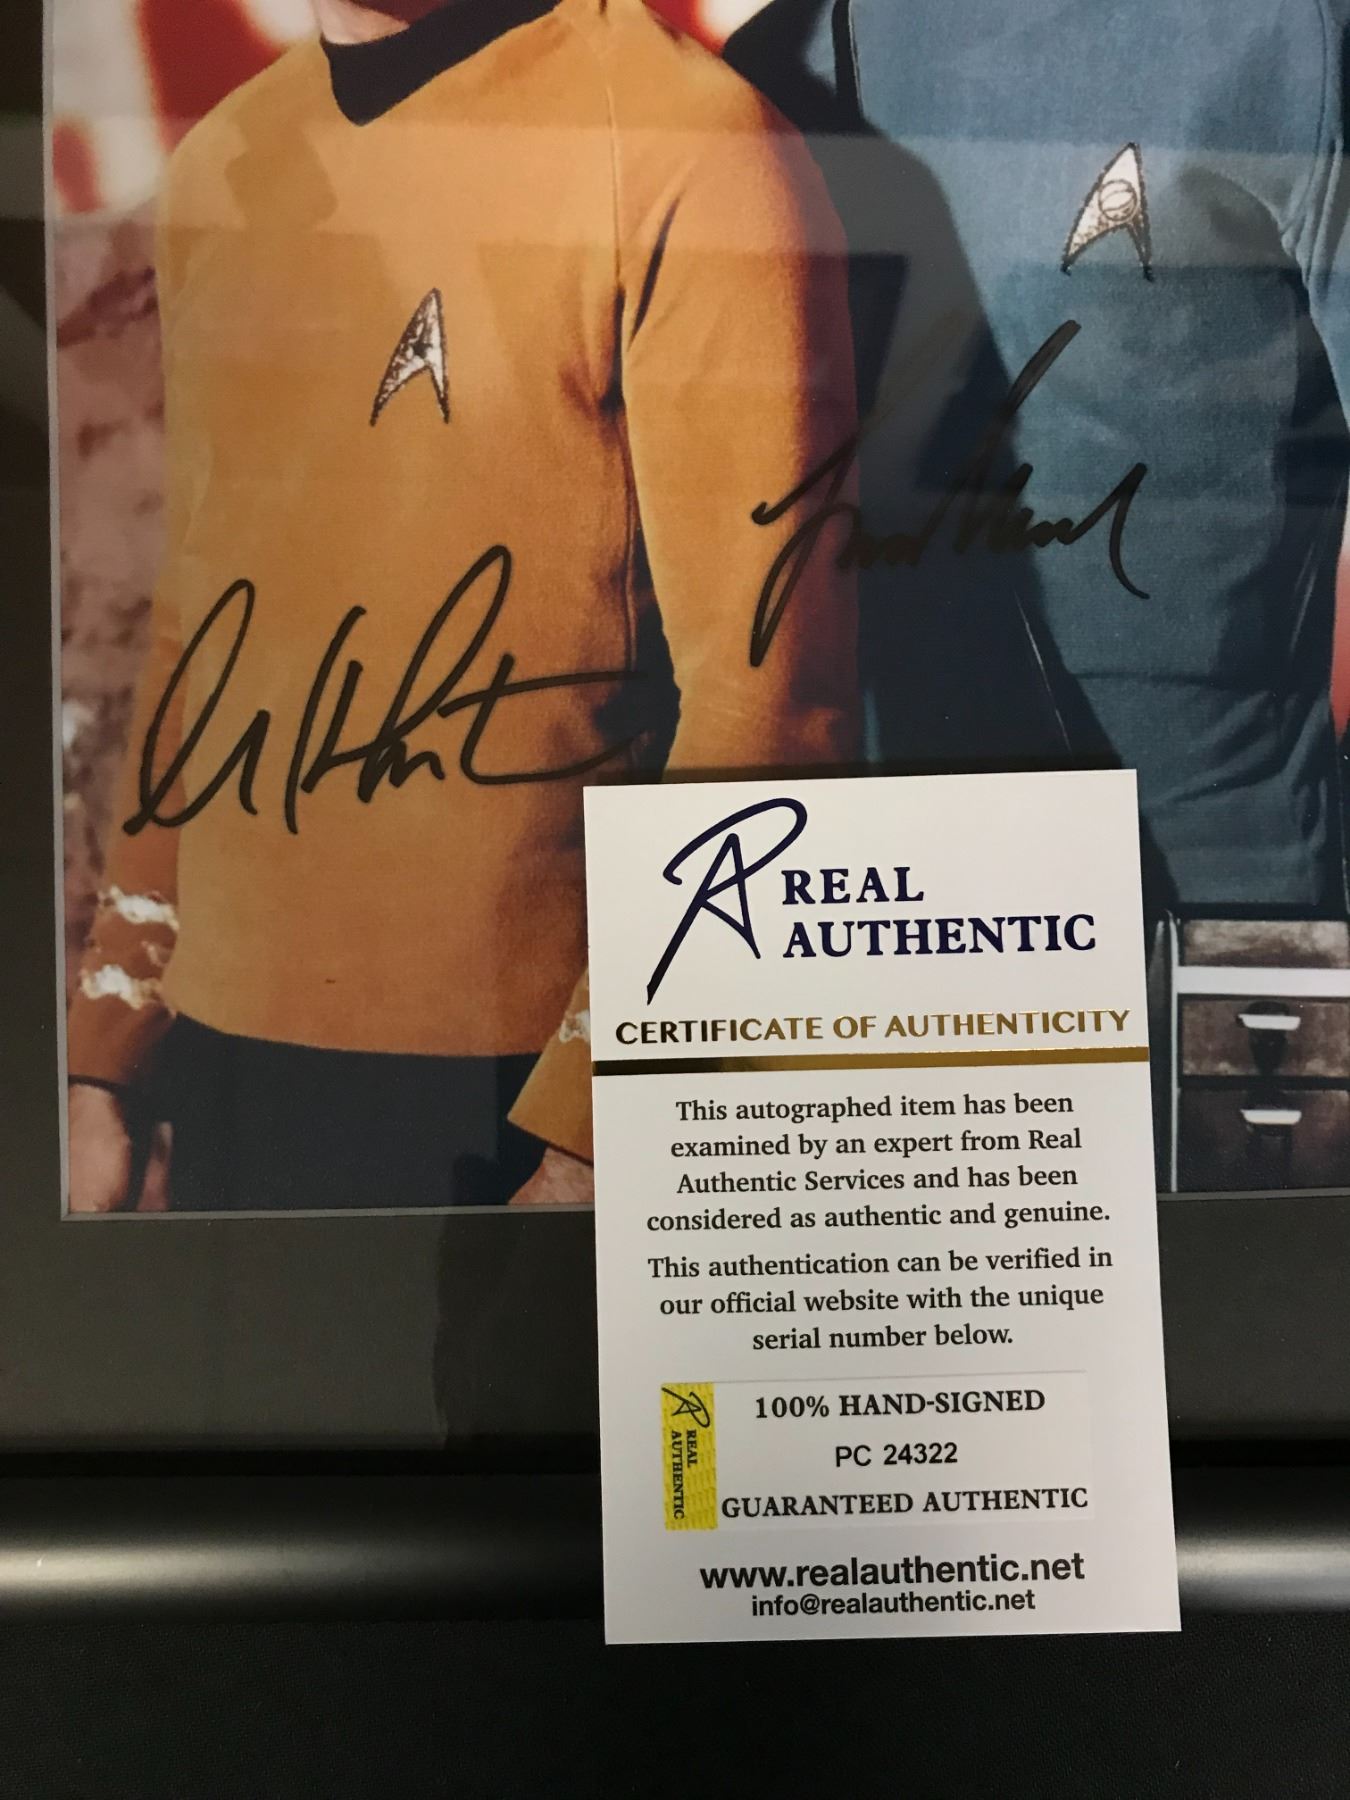 REAL
AUTHENTIC
CERTIFICATE OF AUTHENTICITY
This autographed item has been
examined by an expert from Real
Authentic Services and has been
considered as authentic and genuine.
This authentication can be verified in
our official website with the unique
serial number below.
REAL
AUTHENTIC
100% HAND-SIGNED
PC 24322
GUARANTEED AUTHENTIC
www.realauthentic.net
info@realauthentic.net